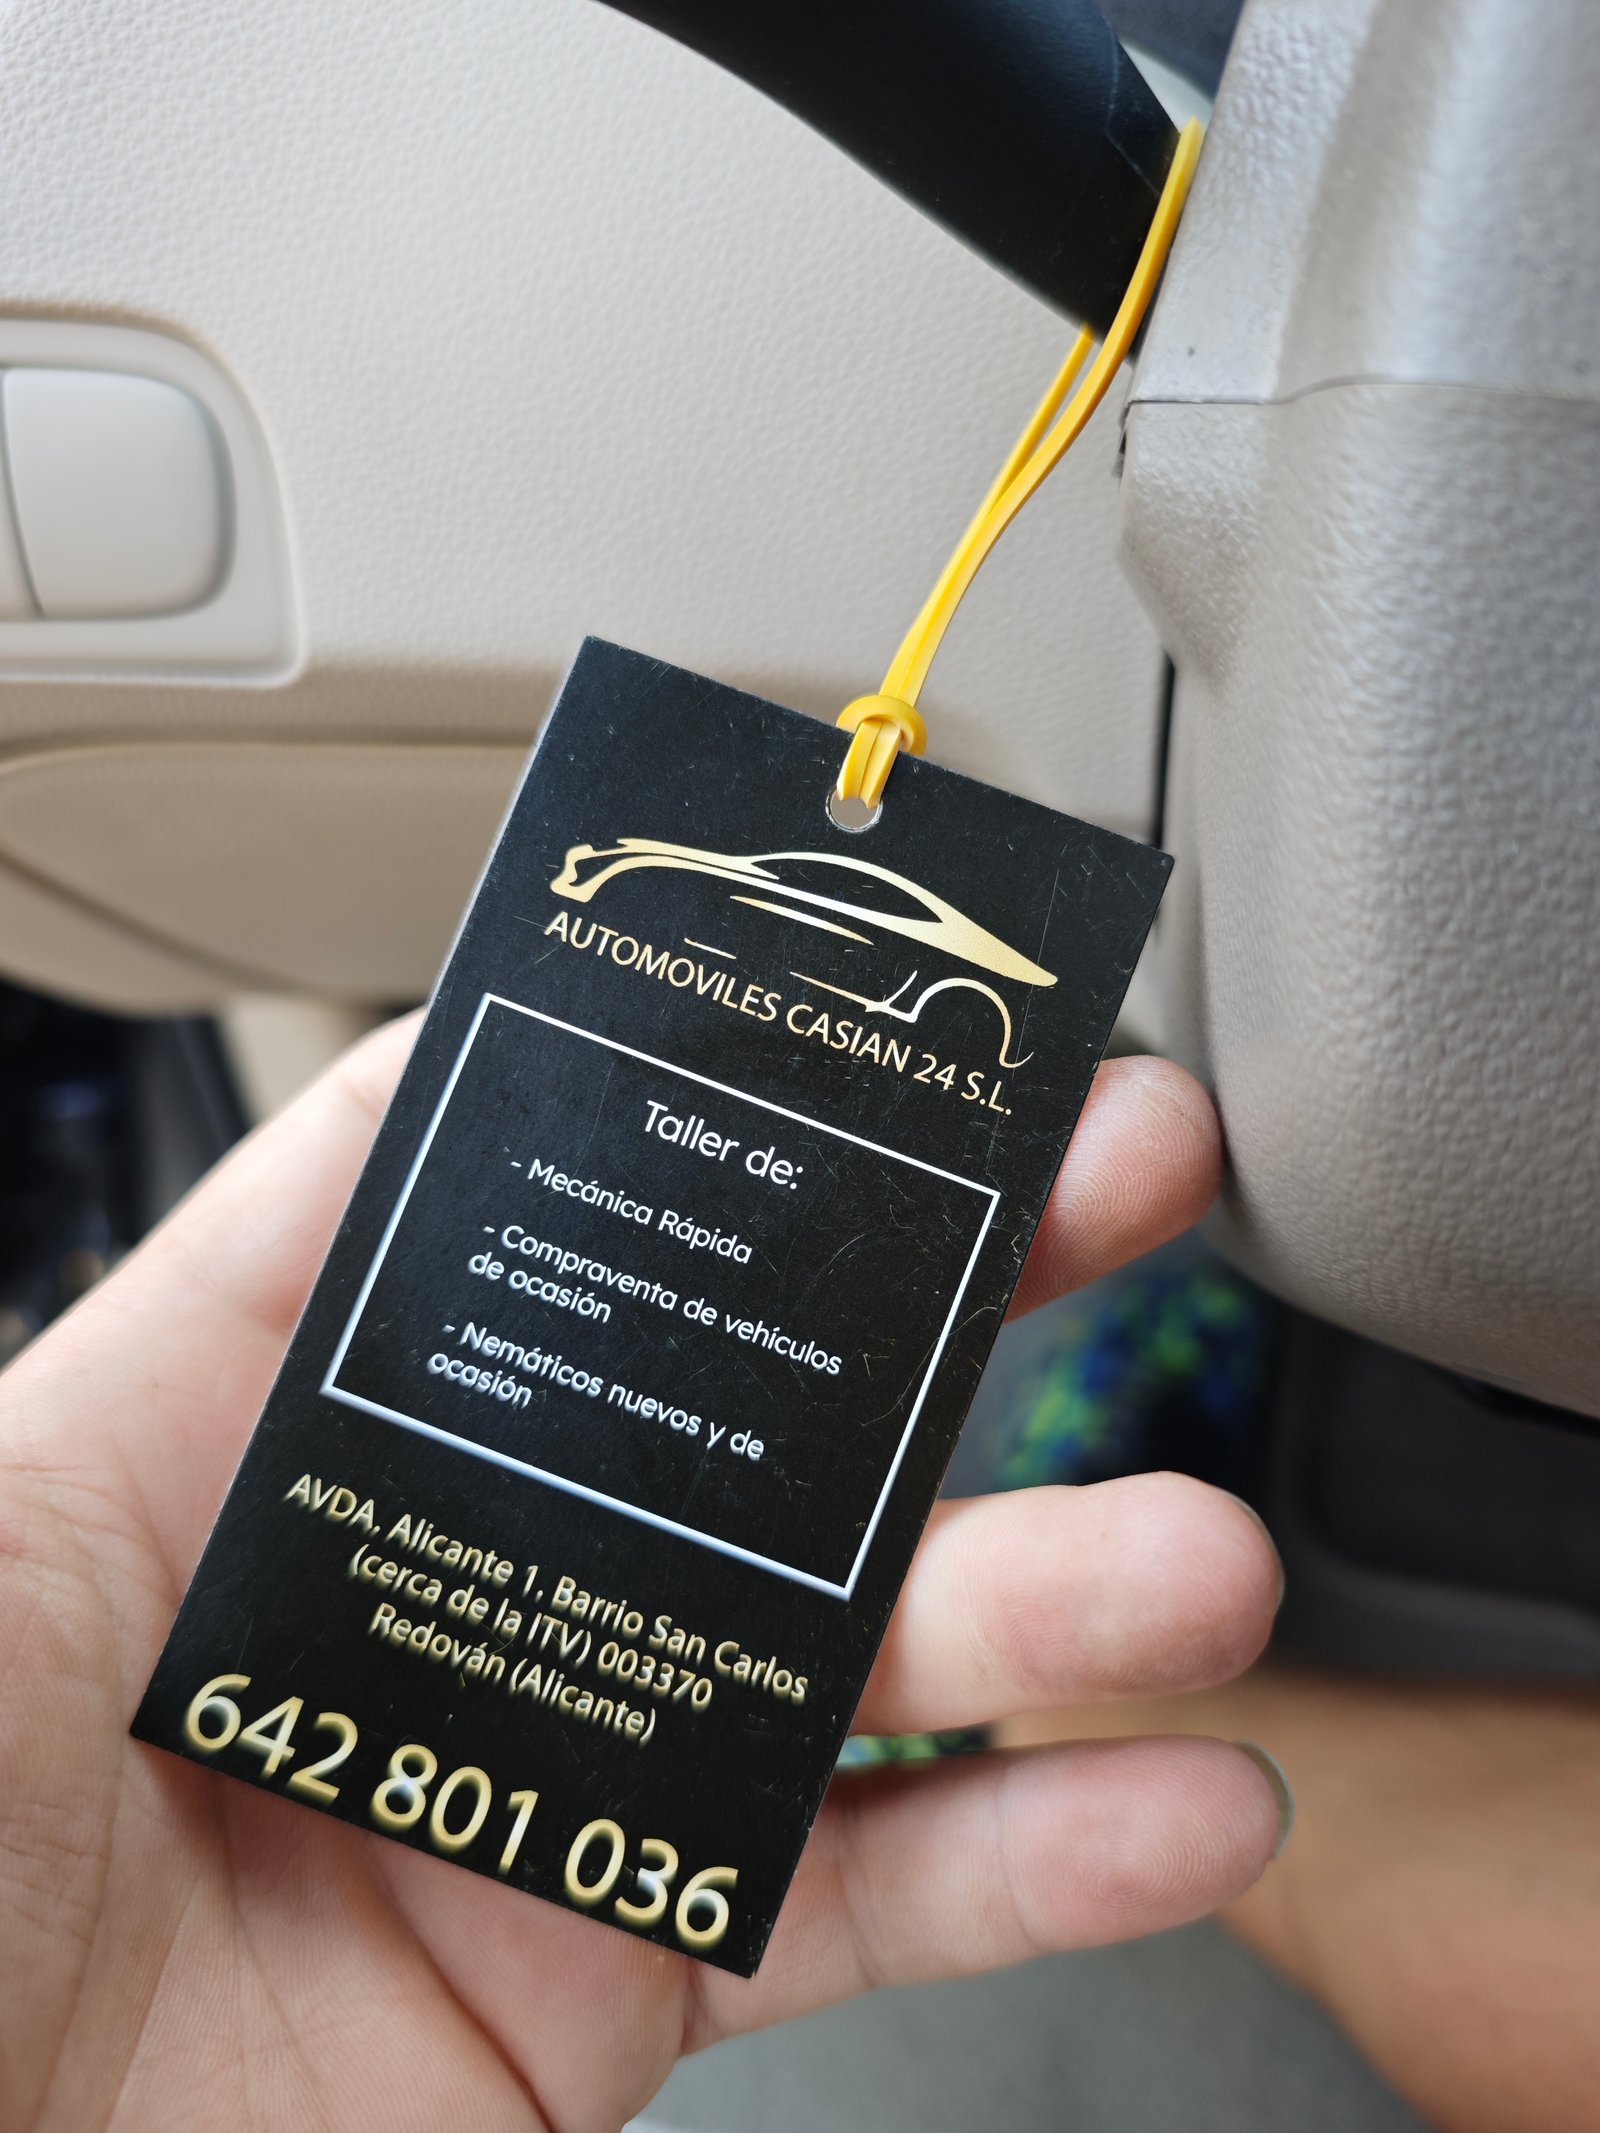 AUTOMOVILES CASIAN 24 S.L.
Taller de:
- Mecánica Rápida
- Compraventa de vehículos
de ocasión
- Nemáticos nuevos y de
ocasión
AVDA, Alicante 1. Barrio San Carlos
(cerca de la ITV) 003370
Redován (Alicante)
642 801 036